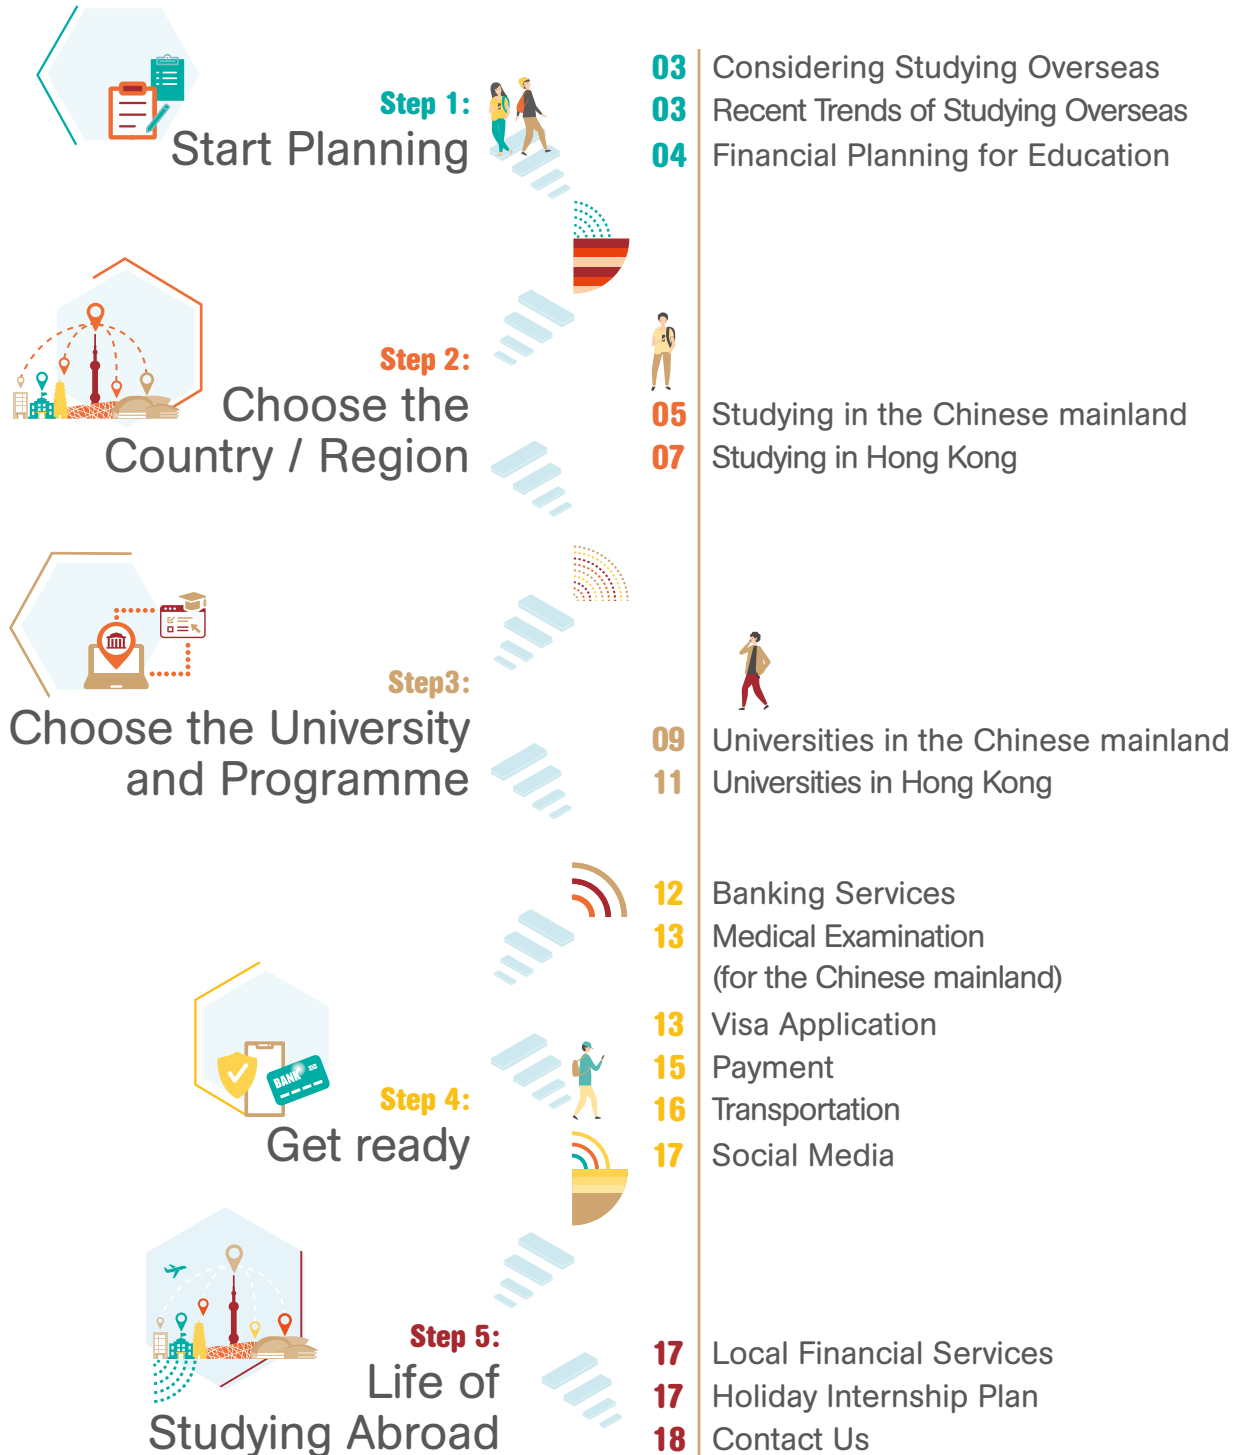 Step 1:
Start Planning
03 Considering Studying Overseas
03 Recent Trends of Studying Overseas
04 Financial Planning for Education
Step 2:
Choose the
Country / Region
05 Studying in the Chinese mainland
07 Studying in Hong Kong
Step3:
Choose the University
and Programme
09 Universities in the Chinese mainland
11 Universities in Hong Kong
12 Banking Services
13 Medical Examination
(for the Chinese mainland)
13 Visa Application
15 Payment
16 Transportation
17 Social Media
BANK
Step 4:
Get ready
Step 5:
Life of
Studying Abroad
17 Local Financial Services
17 Holiday Internship Plan
18 Contact Us